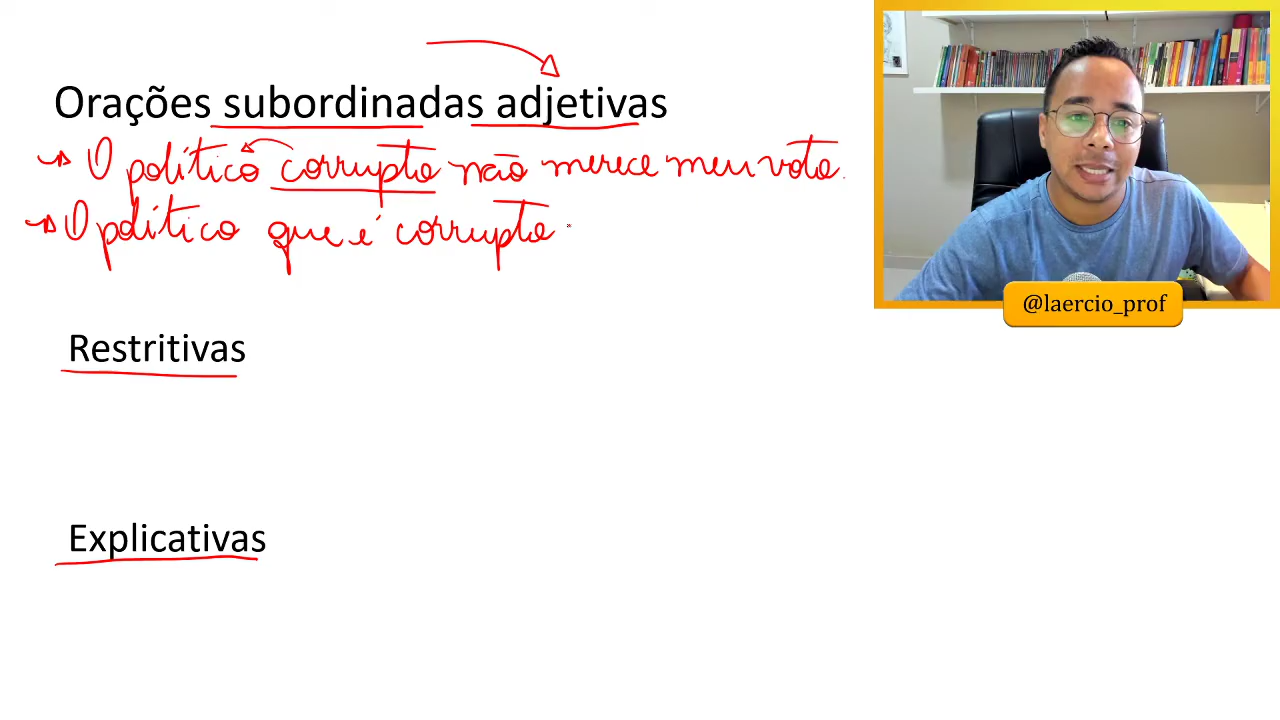 Orações subordinadas adjetivas
O político corrupto não merece meu voto.
O político que é corrupto
@laercio_prof
Restritivas
Explicativas